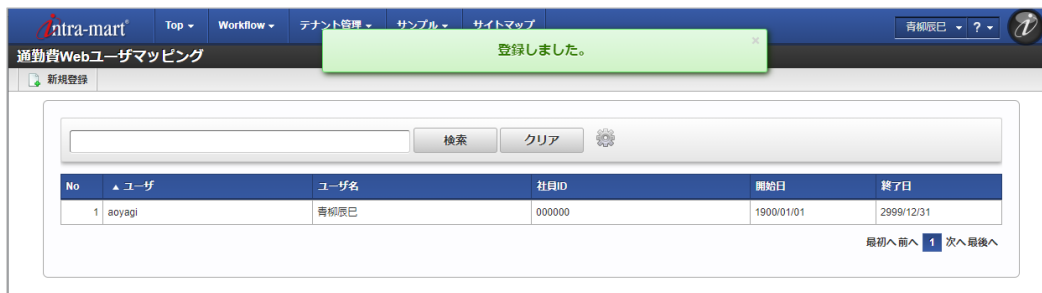 intra-mart Top Workflow テナント管理 サンプル サイトマップ 青柳辰巳 ?
登録しました。 ×
通勤費Webユーザマッピング
新規登録
検索 クリア
No ▲ ユーザ ユーザ名 社員ID 開始日 終了日
1 aoyagi 青柳辰巳 000000 1900/01/01 2999/12/31
最初へ 前へ 1 次へ 最後へ